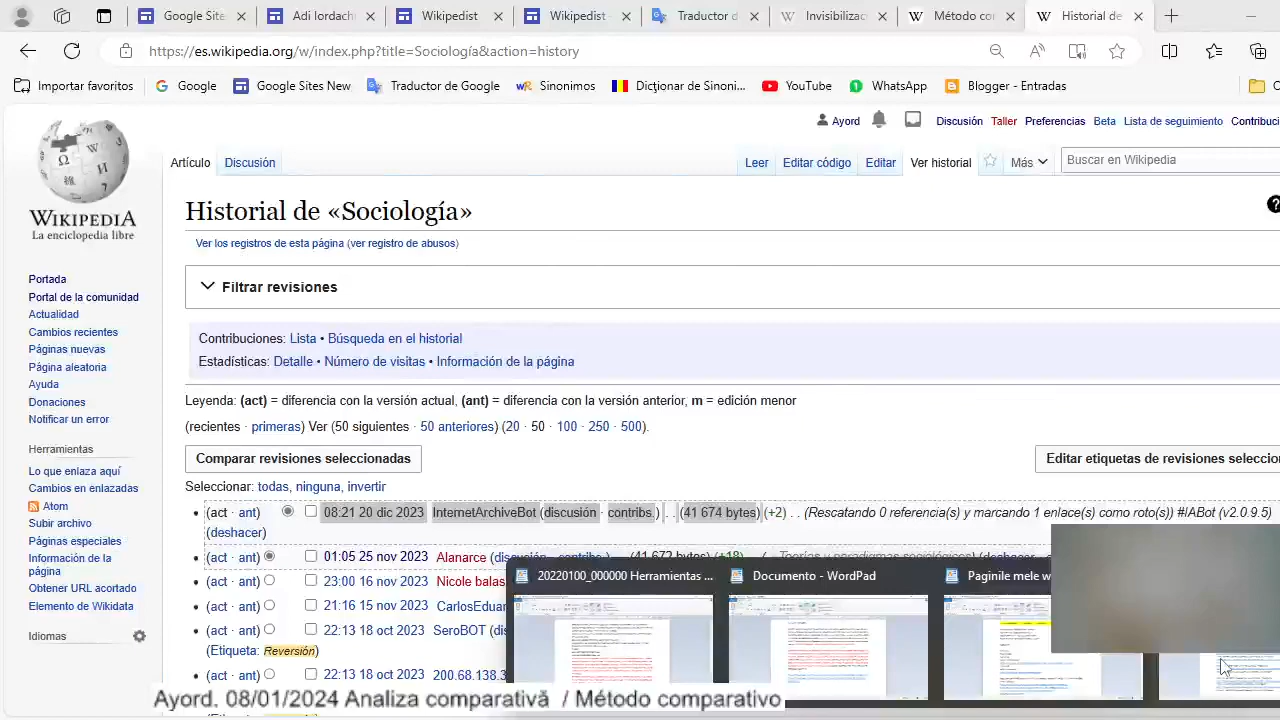 Google Site
Adi Iordach
Wikipedist
Wikipedist
Traductor d
Invisibilizac
Método con
Historial de
https://es.wikipedia.org/w/index.php?title=Sociología&action=history
Importar favoritos
Google
Google Sites New
Traductor de Google
Sinonimos
Dicţionar de Sinoni...
YouTube
WhatsApp
Blogger - Entradas
Ayord Discusión Taller Preferencias Beta Lista de seguimiento Contribuci
Artículo Discusión Leer Editar código Editar Ver historial Más Buscar en Wikipedia
WIKIPEDIA
La enciclopedia libre
Historial de «Sociología»
Ver los registros de esta página (ver registro de abusos)
Filtrar revisiones
Contribuciones: Lista • Búsqueda en el historial
Estadísticas: Detalle • Número de visitas • Información de la página
Leyenda: (act) = diferencia con la versión actual, (ant) = diferencia con la versión anterior, m = edición menor
(recientes · primeras) Ver (50 siguientes · 50 anteriores) (20 · 50 · 100 · 250 · 500).
Comparar revisiones seleccionadas
Editar etiquetas de revisiones seleccio
Seleccionar: todas, ninguna, invertir
(act · ant) 08:21 20 dic 2023 InternetArchiveBot (discusión · contribs.) . . (41 674 bytes) (+2) . . (Rescatando 0 referencia(s) y marcando 1 enlace(s) como roto(s)) #IABot (v2.0.9.5)
(deshacer)
(act · ant) 01:05 25 nov 2023 Alanarce (discusión · contribs.) (41 672 bytes) (+18) Teorías y paradigmas sociológicos) (deshacer
(act · ant) 23:00 16 nov 2023 Nicole balas
(act · ant) 21:16 15 nov 2023 CarlosEduar
(act · ant) 18 oct 2023 SeroBOT (di
(Etiqueta: Reversión)
(act · ant) 22:13 18 oct 2023 200.68.138.
Portada
Portal de la comunidad
Actualidad
Cambios recientes
Páginas nuevas
Página aleatoria
Ayuda
Donaciones
Notificar un error
Herramientas
Lo que enlaza aquí
Cambios en enlazadas
Atom
Subir archivo
Páginas especiales
Información de la
página
Obtener URL acortado
Elemento de Wikidata
Idiomas
20220100_000000 Herramientas ...
Documento - WordPad
Paginile mele w
Ayord. 08/01/2024 Analiza comparativă / Método comparativo